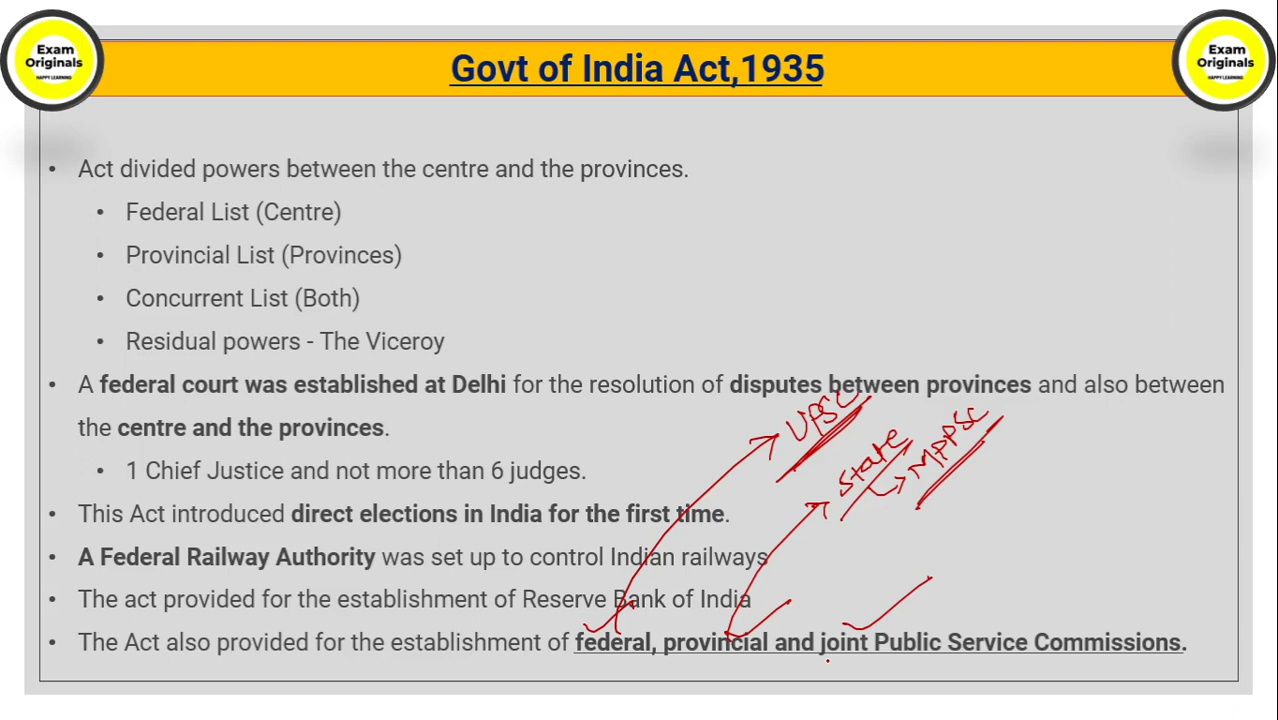 Exam
Originals
HAPPY LEARNING
Govt of India Act,1935
Exam
Originals
HAPPY LEARNING
• Act divided powers between the centre and the provinces.
• Federal List (Centre)
• Provincial List (Provinces)
• Concurrent List (Both)
• Residual powers - The Viceroy
• A federal court was established at Delhi for the resolution of disputes between provinces and also between
the centre and the provinces.
UPSC
State
MPPSC
• 1 Chief Justice and not more than 6 judges.
• This Act introduced direct elections in India for the first time.
• A Federal Railway Authority was set up to control Indian railways
• The act provided for the establishment of Reserve Bank of India
• The Act also provided for the establishment of federal, provincial and joint Public Service Commissions.